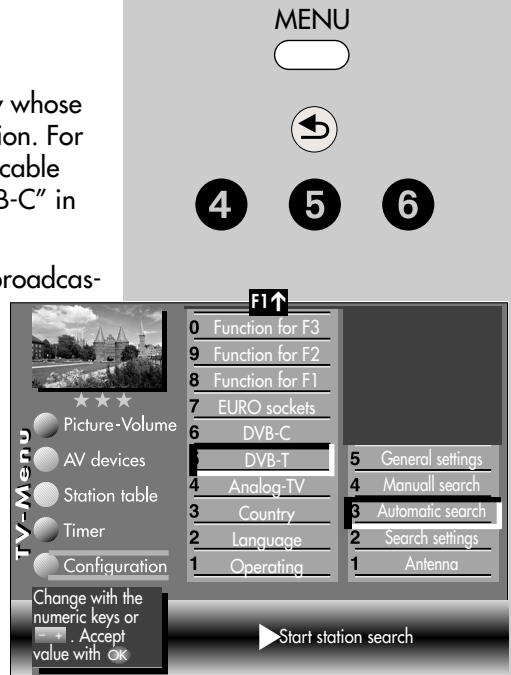 MENU
whose
ion. For
cable
B-C” in
4 5 6
broadcas-
F1↑
0 Function for F3
9 Function for F2
8 Function for F1
7 EURO sockets
6 DVB-C
DVB-T
4 Analog-TV
3 Country
2 Language
1 Operating
TV-Menu
Picture-Volume
AV devices
Station table
Timer
Configuration
5 General settings
4 Manuall search
3 Automatic search
2 Search settings
1 Antenna
Change with the
numeric keys or
- + . Accept
value with OK
Start station search